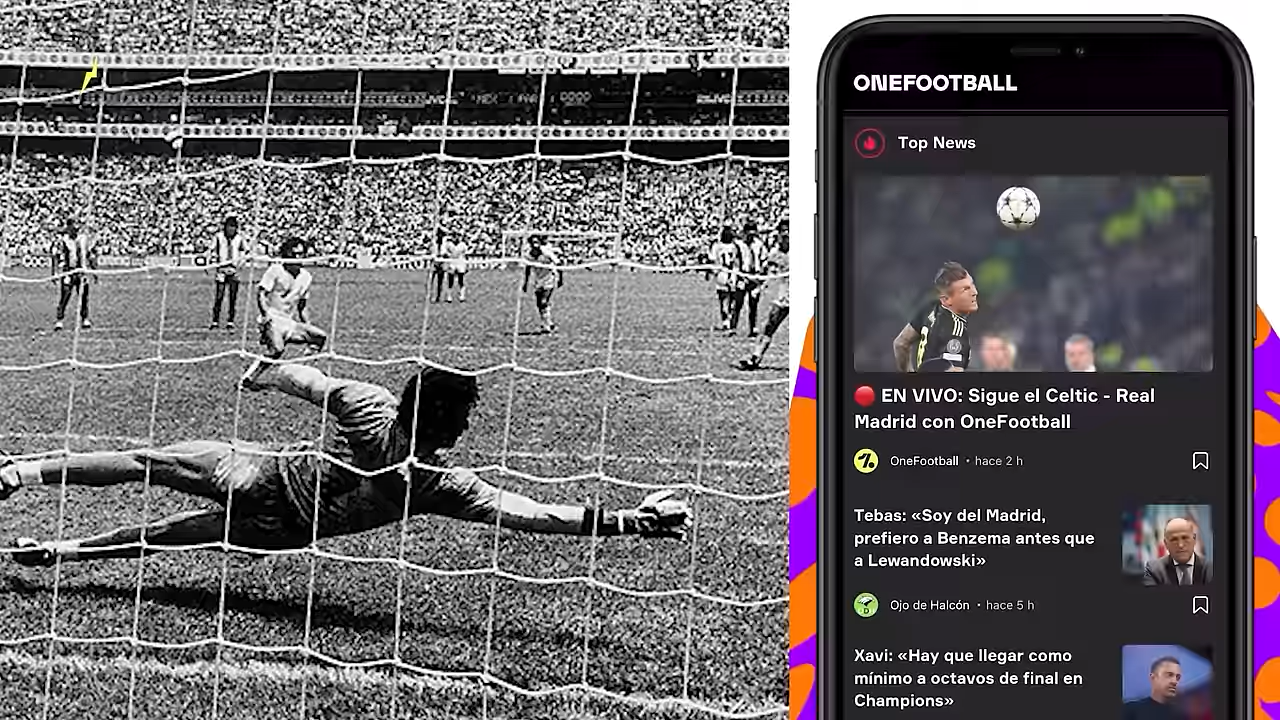 ONEFOOTBALL
Top News
EN VIVO: Sigue el Celtic - Real
Madrid con OneFootball
OneFootball • hace 2 h
Tebas: «Soy del Madrid,
prefiero a Benzema antes que
a Lewandowski»
Ojo de Halcón • hace 5 h
Xavi: «Hay que llegar como
mínimo a octavos de final en
Champions»